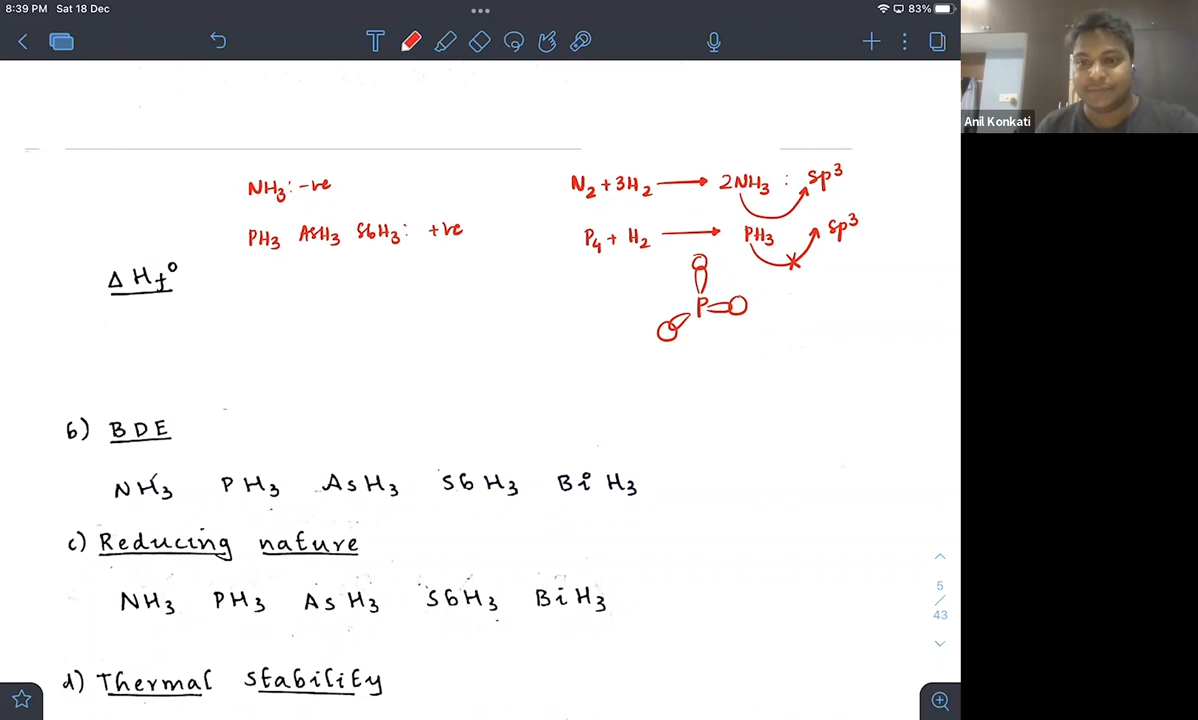 8:39 PM Sat 18 Dec
83%
Anil Konkati
NH₃: -ve
N₂ + 3H₂ → 2NH₃ : sp³
PH₃ AsH₃ SbH₃: +ve
P₄ + H₂ → PH₃ sp³
P
Δ Hf°
b) BDE
NH₃ PH₃ AsH₃ SbH₃ BiH₃
c) Reducing nature
NH₃ PH₃ AsH₃ SbH₃ BiH₃
d) Thermal stability
5
/
43